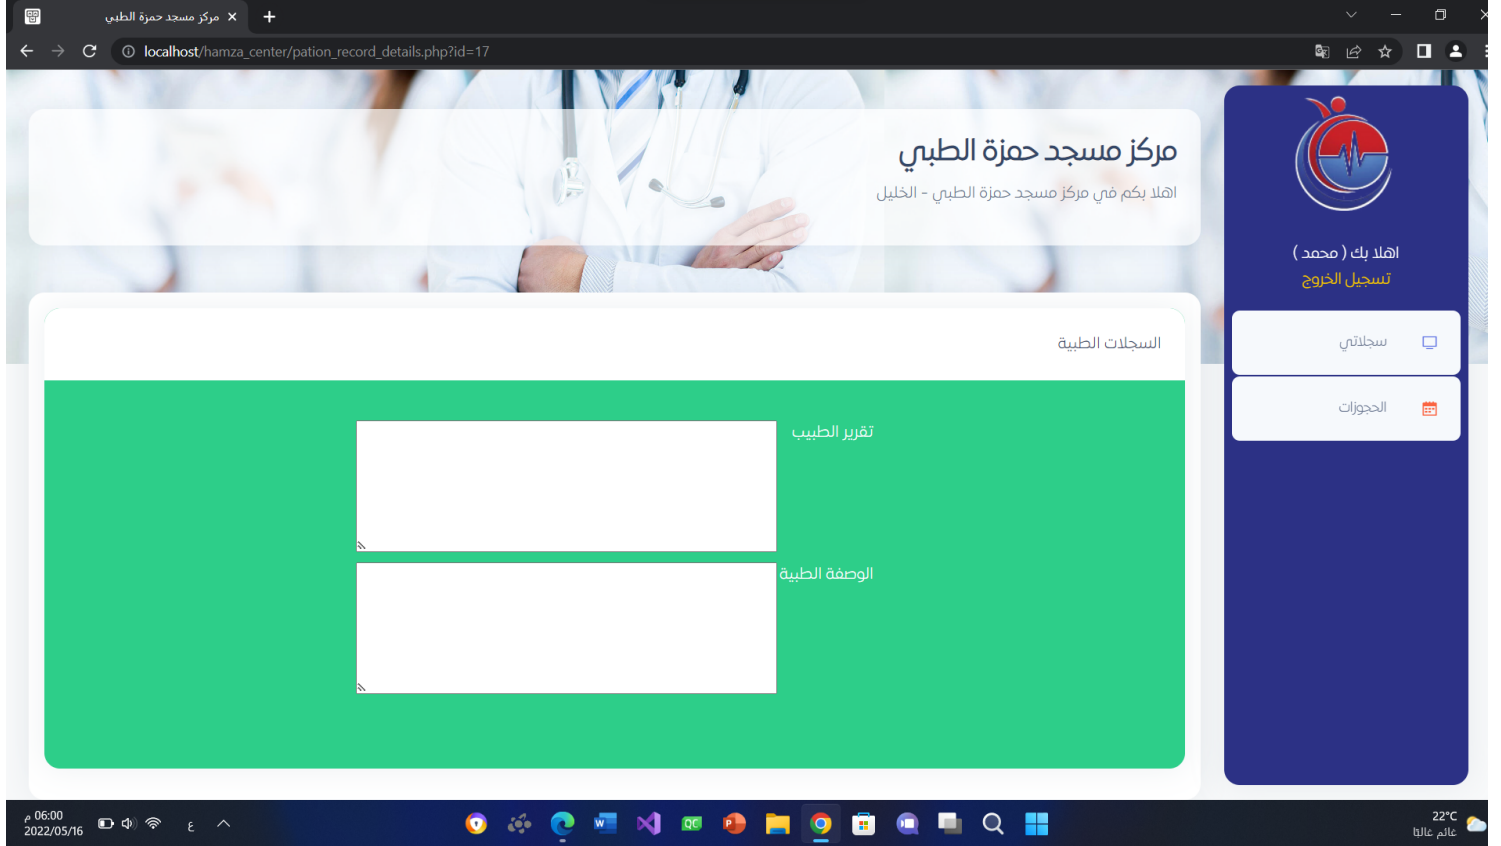 مركز مسجد حمزة الطبي
localhost/hamza_center/pation_record_details.php?id=17
مركز مسجد حمزة الطبي
اهلا بكم في مركز مسجد حمزة الطبي - الخليل
اهلا بك ( محمد )
تسجيل الخروج
سجلاتي
الحجوزات
السجلات الطبية
تقرير الطبيب
الوصفة الطبية
06:00 م
2022/05/16
ع
W
QC
P
22°C
غائم غالبًا